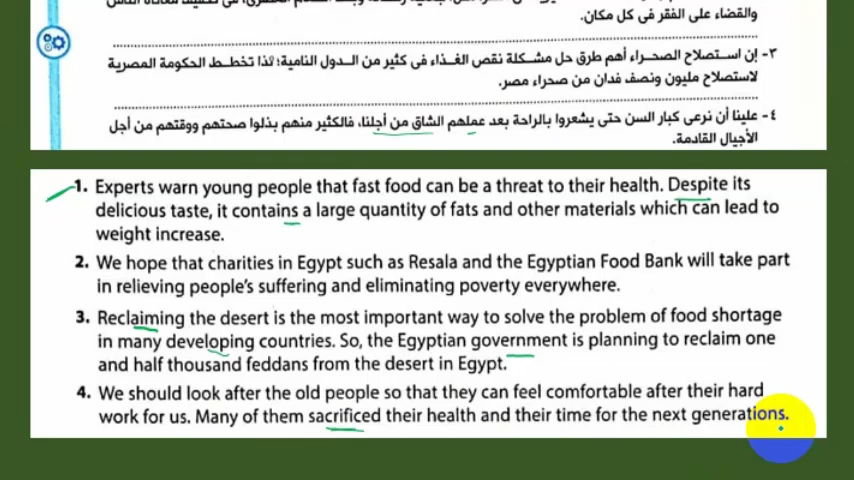 والقضاء على الفقر فى كل مكان.
٣- إن استصلاح الصحراء أهم طرق حل مشكلة نقص الغذاء فى كثير من الدول النامية؛ لذا تخطط الحكومة المصرية
لاستصلاح مليون ونصف فدان من صحراء مصر.
٤- علينا أن نرعى كبار السن حتى يشعروا بالراحة بعد عملهم الشاق من أجلنا، فالكثير منهم بذلوا صحتهم ووقتهم من أجل
الأجيال القادمة.
1. Experts warn young people that fast food can be a threat to their health. Despite its
delicious taste, it contains a large quantity of fats and other materials which can lead to
weight increase.
2. We hope that charities in Egypt such as Resala and the Egyptian Food Bank will take part
in relieving people's suffering and eliminating poverty everywhere.
3. Reclaiming the desert is the most important way to solve the problem of food shortage
in many developing countries. So, the Egyptian government is planning to reclaim one
and half thousand feddans from the desert in Egypt.
4. We should look after the old people so that they can feel comfortable after their hard
work for us. Many of them sacrificed their health and their time for the next generations.